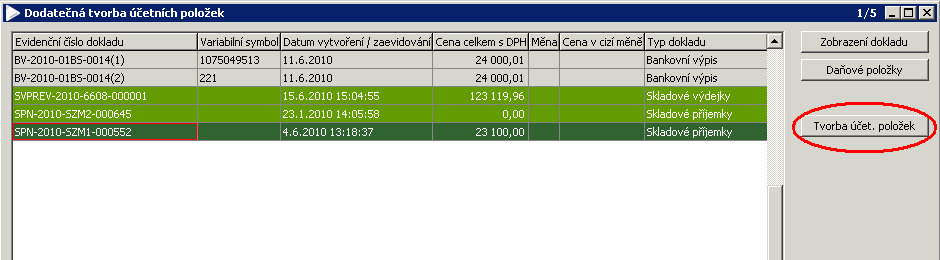 Dodatečná tvorba účetních položek 1/5
Evidenční číslo dokladu Variabilní symbol Datum vytvoření / zaevidování Cena celkem s DPH Měna Cena v cizí měně Typ dokladu
BV-2010-01BS-0014(1) 1075049513 11.6.2010 24 000,01 Bankovní výpis
BV-2010-01BS-0014(2) 221 11.6.2010 24 000,01 Bankovní výpis
SVPREV-2010-6608-000001 15.6.2010 15:04:55 123 119,96 Skladové výdejky
SPN-2010-SZM2-000645 23.1.2010 14:05:58 0,00 Skladové příjemky
SPN-2010-SZM1-000552 4.6.2010 13:18:37 23 100,00 Skladové příjemky
Zobrazení dokladu
Daňové položky
Tvorba účet. položek